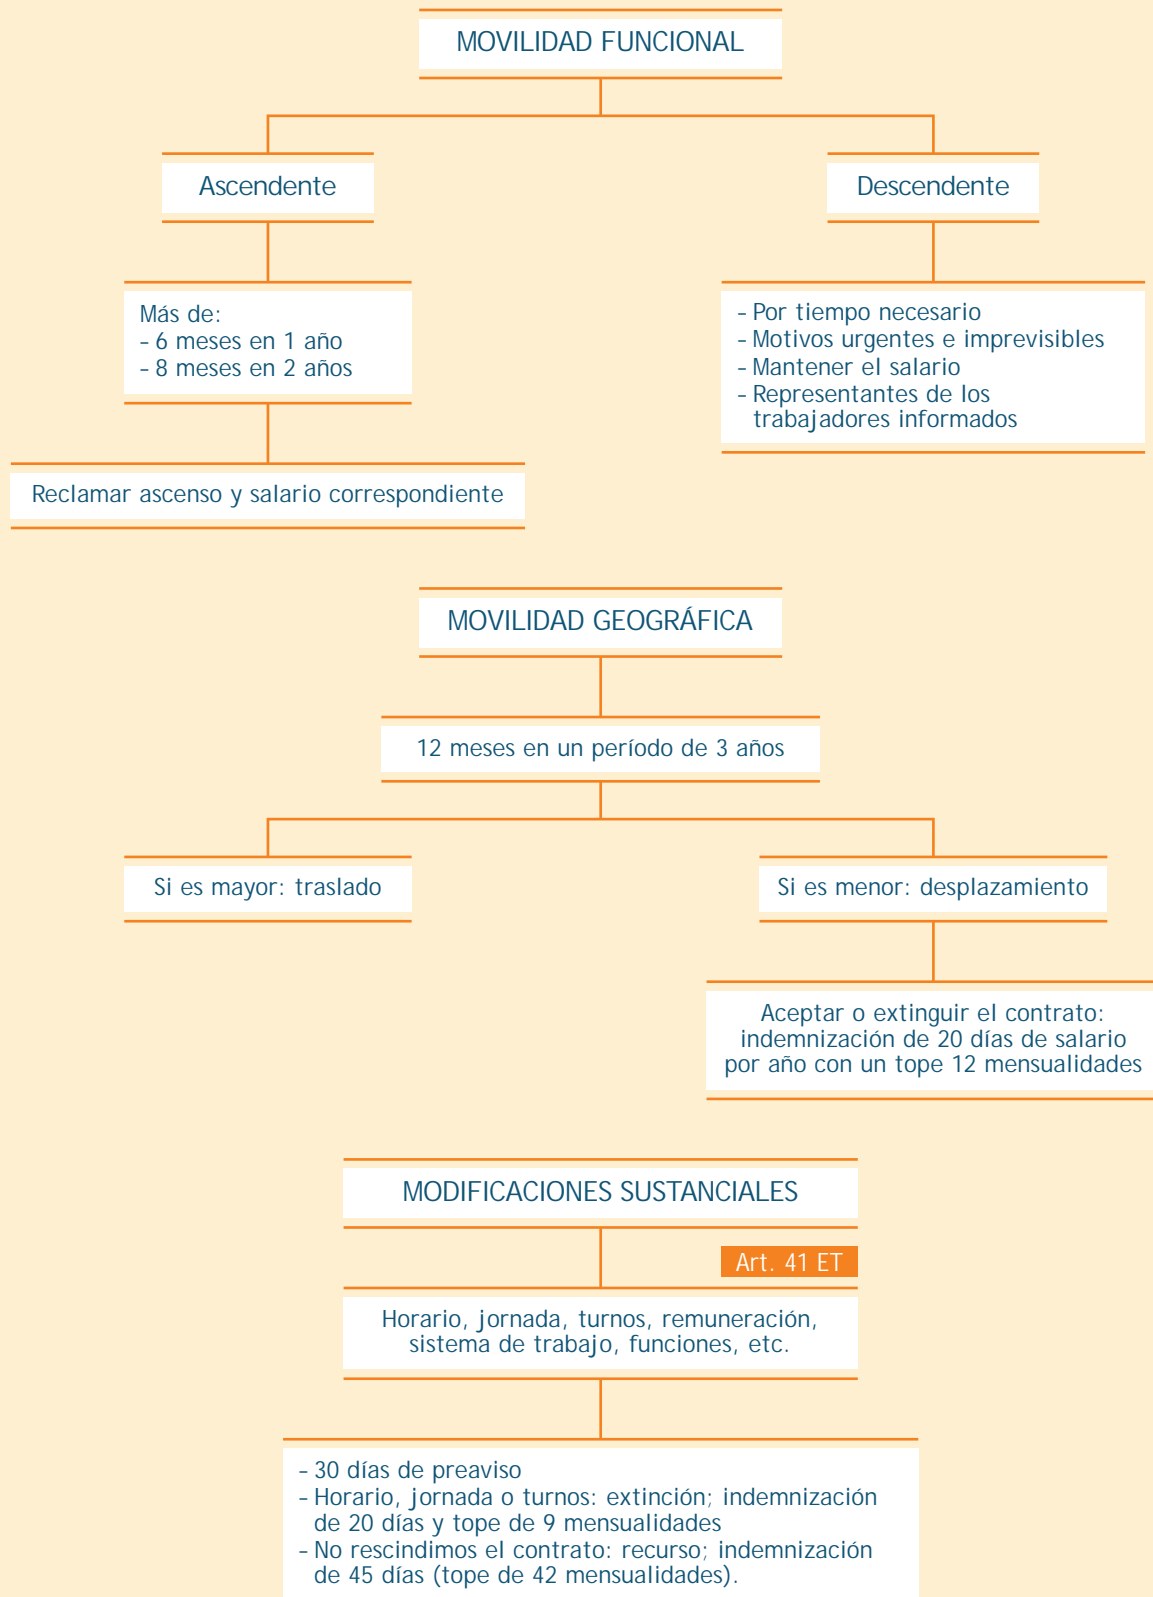 MOVILIDAD FUNCIONAL
Ascendente
Descendente
Más de:
- 6 meses en 1 año
- 8 meses en 2 años
- Por tiempo necesario
- Motivos urgentes e imprevisibles
- Mantener el salario
- Representantes de los
trabajadores informados
Reclamar ascenso y salario correspondiente
MOVILIDAD GEOGRÁFICA
12 meses en un período de 3 años
Si es mayor: traslado
Si es menor: desplazamiento
Aceptar o extinguir el contrato:
indemnización de 20 días de salario
por año con un tope 12 mensualidades
MODIFICACIONES SUSTANCIALES
Art. 41 ET
Horario, jornada, turnos, remuneración,
sistema de trabajo, funciones, etc.
- 30 días de preaviso
- Horario, jornada o turnos: extinción; indemnización
de 20 días y tope de 9 mensualidades
- No rescindimos el contrato: recurso; indemnización
de 45 días (tope de 42 mensualidades).